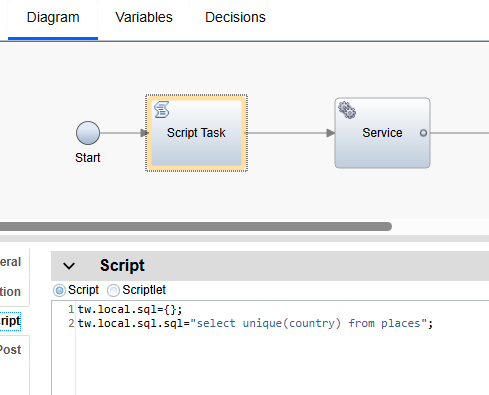 Diagram Variables Decisions
Script Task
Service
Start
eral
Script
tion
Script Scriptlet
ript
1 tw.local.sql={};
2 tw.local.sql.sql="select unique(country) from places";
Post